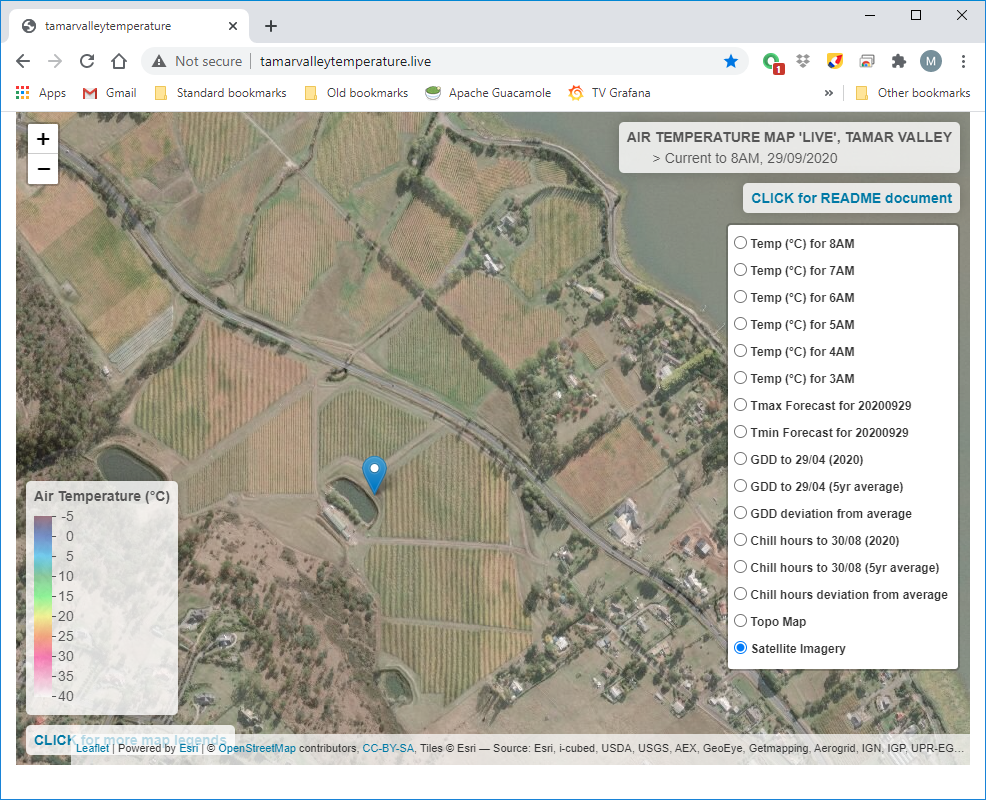 tamarvalleytemperature
Not secure
tamarvalleytemperature.live
1
M
Apps
Gmail
Standard bookmarks
Old bookmarks
Apache Guacamole
TV Grafana
»
Other bookmarks
+
−
AIR TEMPERATURE MAP 'LIVE', TAMAR VALLEY
> Current to 8AM, 29/09/2020
CLICK for README document
Temp (°C) for 8AM
Temp (°C) for 7AM
Temp (°C) for 6AM
Temp (°C) for 5AM
Temp (°C) for 4AM
Temp (°C) for 3AM
Tmax Forecast for 20200929
Tmin Forecast for 20200929
GDD to 29/04 (2020)
GDD to 29/04 (5yr average)
GDD deviation from average
Chill hours to 30/08 (2020)
Chill hours to 30/08 (5yr average)
Chill hours deviation from average
Topo Map
Satellite Imagery
Air Temperature (°C)
-5
0
5
10
15
20
25
30
35
40
CLICK for more map legends
Leaflet | Powered by Esri | © OpenStreetMap contributors, CC-BY-SA, Tiles © Esri — Source: Esri, i-cubed, USDA, USGS, AEX, GeoEye, Getmapping, Aerogrid, IGN, IGP, UPR-EG...